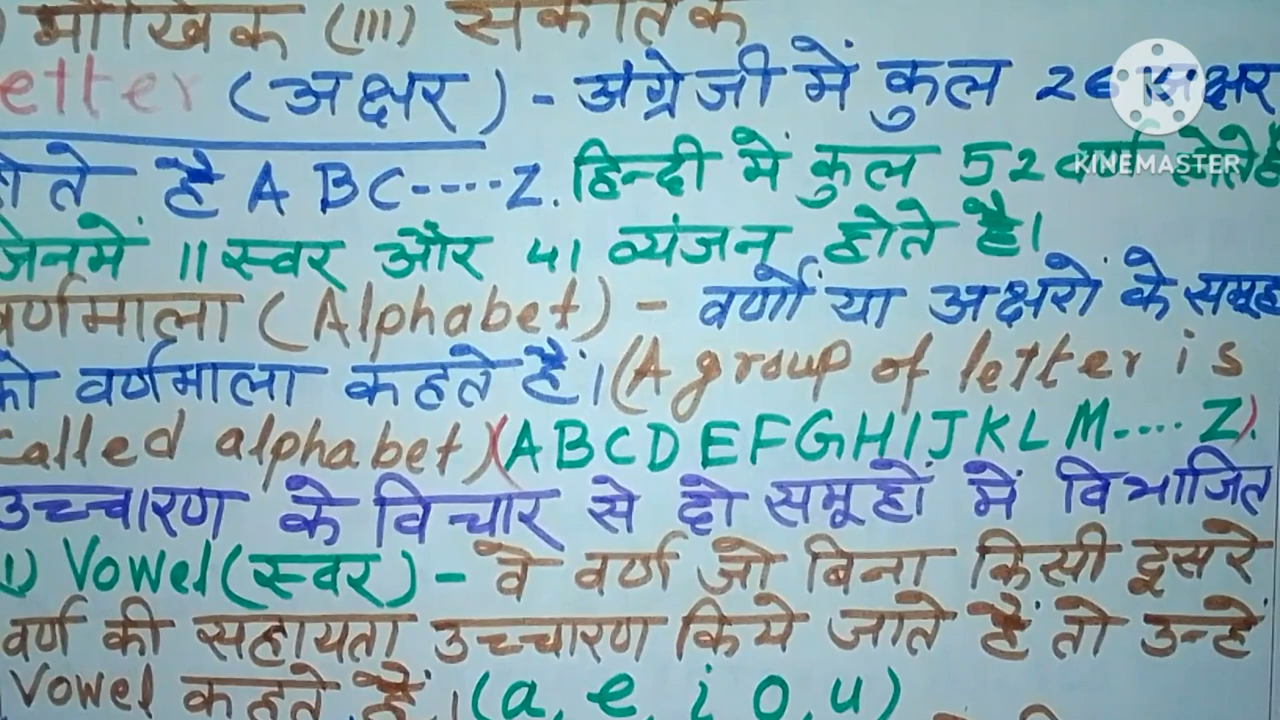 ) मौखिक (III) सकेतिक
etter (अक्षर) - अंग्रेजी में कुल 26 अक्षर
होते है A B C---- Z. हिन्दी में कुल 52 वर्ण होते है
जिनमें 11 स्वर और 41 व्यंजन होते है।
वर्णमाला (Alphabet) - वर्णों या अक्षरों के समूह
को वर्णमाला कहते हैं। (A group of letter is
called alphabet) (A B C D E F G H I J K L M---- Z).
उच्चारण के विचार से दो समूहों में विभाजित
1) Vowel (स्वर) - वे वर्ण जो बिना किसी दूसरे
वर्ण की सहायता उच्चारण किये जाते हैं तो उन्हें
Vowel कहते हैं। (a, e, i o, u)
K
KINEMASTER